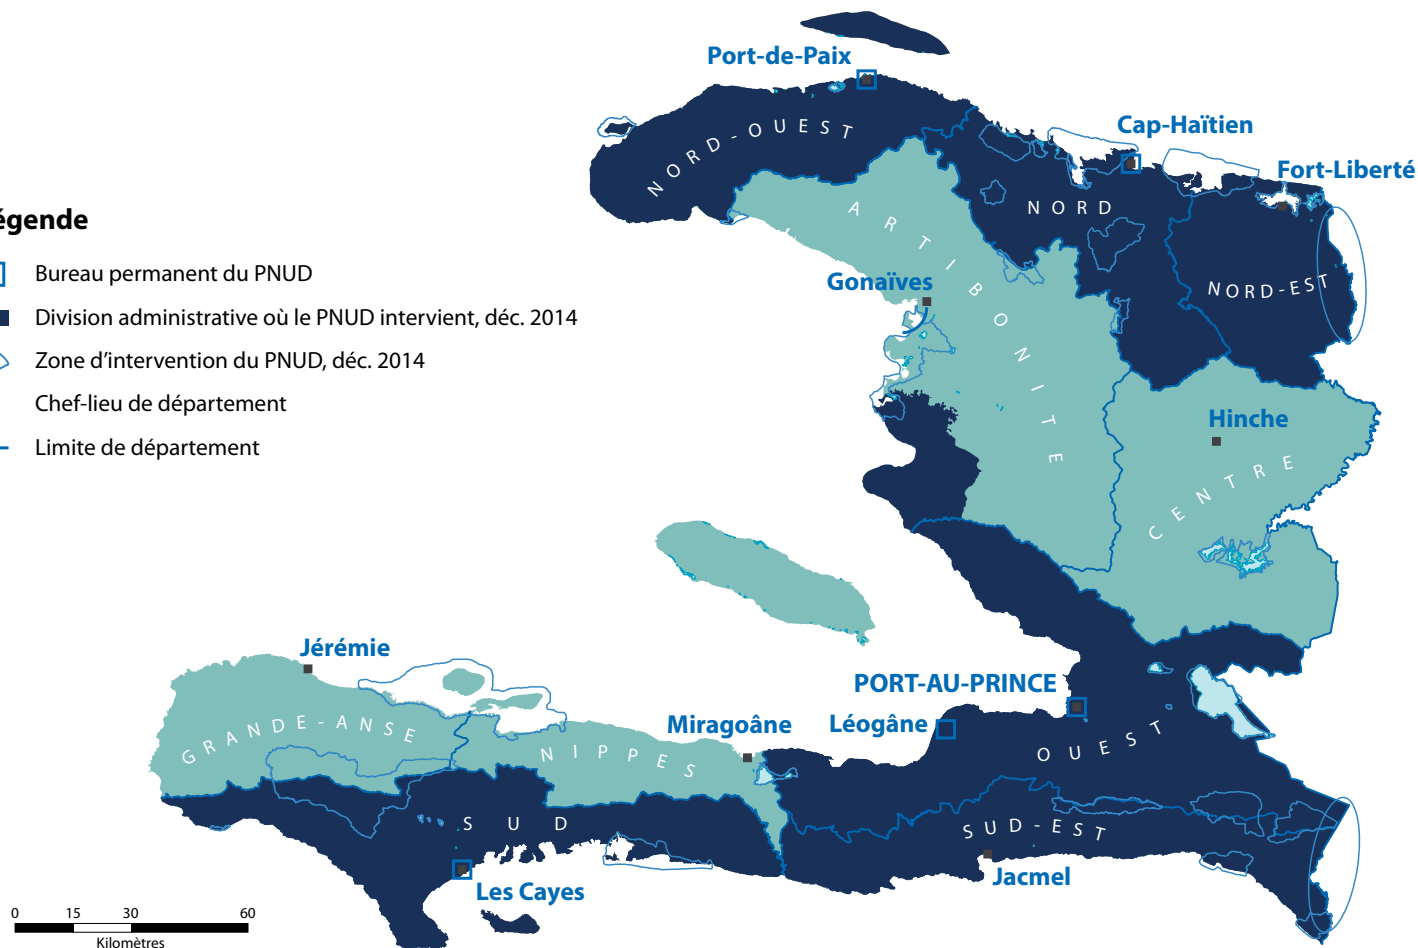 Port-de-Paix
Cap-Haïtien
Fort-Liberté
NORD-OUEST
NORD
NORD-EST
ARTIBONITE
Gonaïves
égende
Bureau permanent du PNUD
Division administrative où le PNUD intervient, déc. 2014
Zone d'intervention du PNUD, déc. 2014
Chef-lieu de département
Limite de département
Hinche
CENTRE
Jérémie
PORT-AU-PRINCE
Léogâne
Miragoâne
GRANDE-ANSE
NIPPES
OUEST
SUD
SUD-EST
Jacmel
Les Cayes
0 15 30 60
Kilomètres